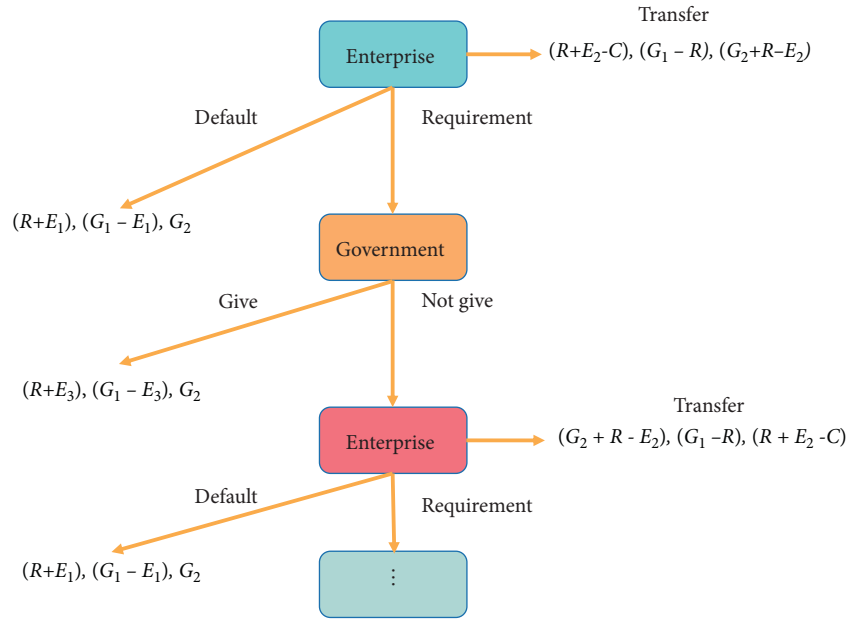 Transfer
Enterprise
(R+E₂-C), (G₁ – R), (G₂+R–E₂)
Default
Requirement
(R+E₁), (G₁ – E₁), G₂
Government
Give
Not give
(R+E₃), (G₁ – E₃), G₂
Transfer
Enterprise
(G₂ + R - E₂), (G₁ –R), (R + E₂ -C)
Default
Requirement
(R+E₁), (G₁ – E₁), G₂
⋮